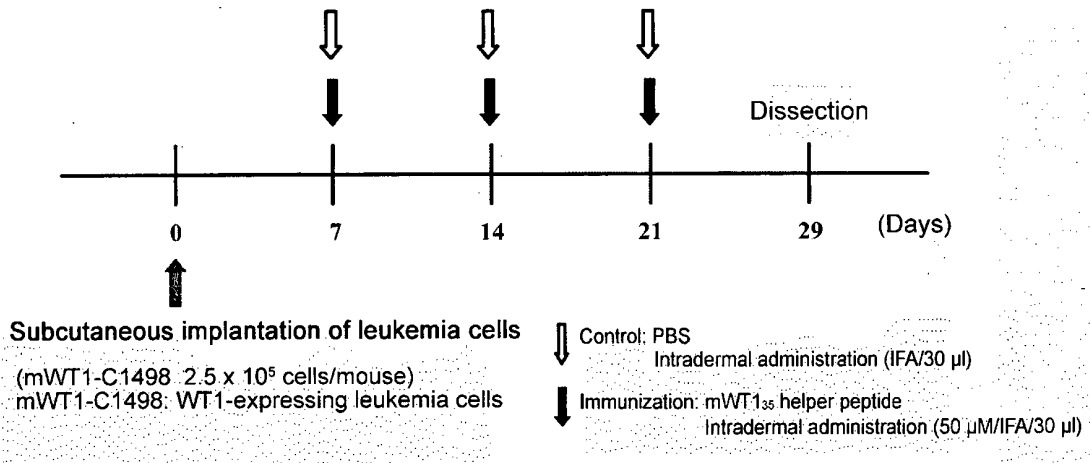 Dissection
0 7 14 21 29 (Days)
Subcutaneous implantation of leukemia cells
(mWT1-C1498 2.5 x 10⁵ cells/mouse)
mWT1-C1498: WT1-expressing leukemia cells
Control: PBS
Intradermal administration (IFA/30 µl)
Immunization: mWT1₃₅ helper peptide
Intradermal administration (50 µM/IFA/30 µl)